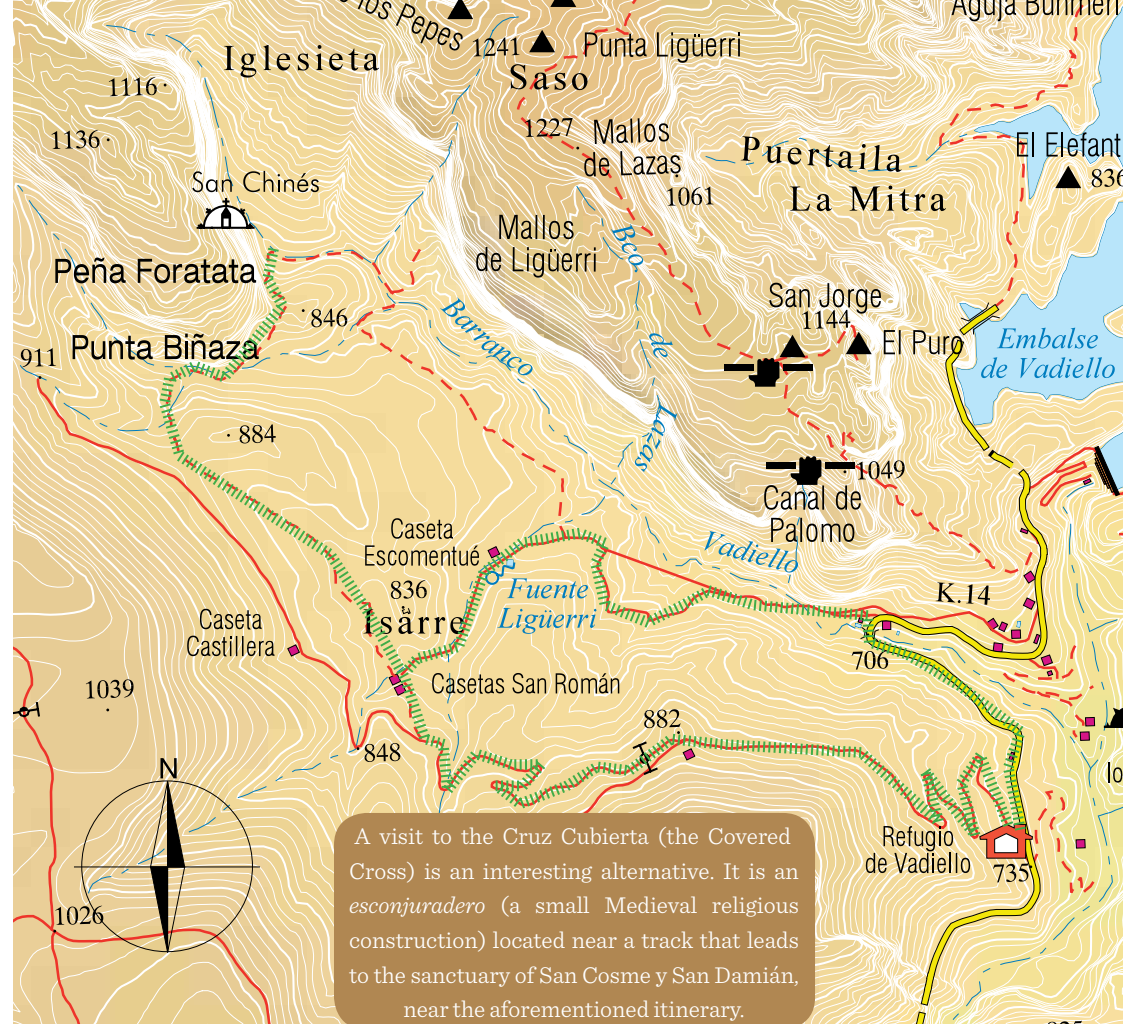 los Pepes
Aguja Bunmerl
1241
Punta Ligüerri
Iglesieta
Saso
1116
1227
Mallos
de Lazas
1136
El Elefant
836
Puertaila
La Mitra
San Chinés
1061
Mallos
de Ligüerri
Bco.
de
Lazas
Peña Foratata
San Jorge
1144
846
El Puro
Barranco
Embalse
de Vadiello
911
Punta Biñaza
884
1049
Canal de
Palomo
Caseta
Escomentué
Vadiello
836
Fuente
Ligüerri
K.14
Isarre
Caseta
Castillera
706
Casetas San Román
1039
882
848
N
lo
Refugio
de Vadiello
735
1026
A visit to the Cruz Cubierta (the Covered
Cross) is an interesting alternative. It is an
esconjuradero (a small Medieval religious
construction) located near a track that leads
to the sanctuary of San Cosme y San Damián,
near the aforementioned itinerary.